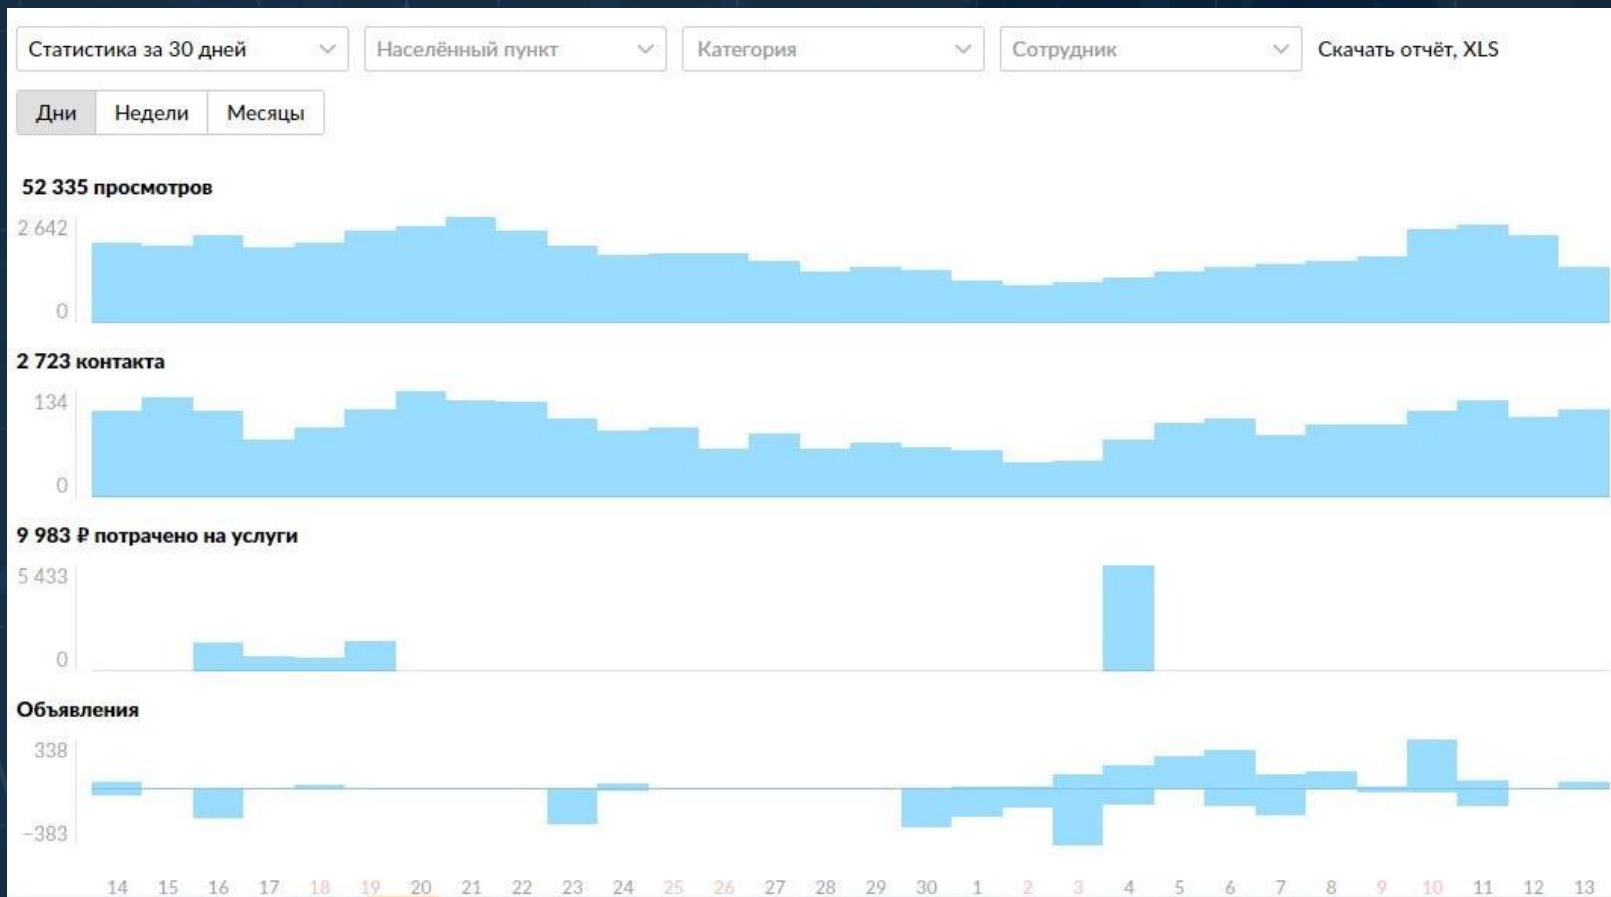 Статистика за 30 дней Населённый пункт Категория Сотрудник Скачать отчёт, XLS
Дни Недели Месяцы
52 335 просмотров
2 642
0
2 723 контакта
134
0
9 983 ₽ потрачено на услуги
5 433
0
Объявления
338
−383
14 15 16 17 18 19 20 21 22 23 24 25 26 27 28 29 30 1 2 3 4 5 6 7 8 9 10 11 12 13